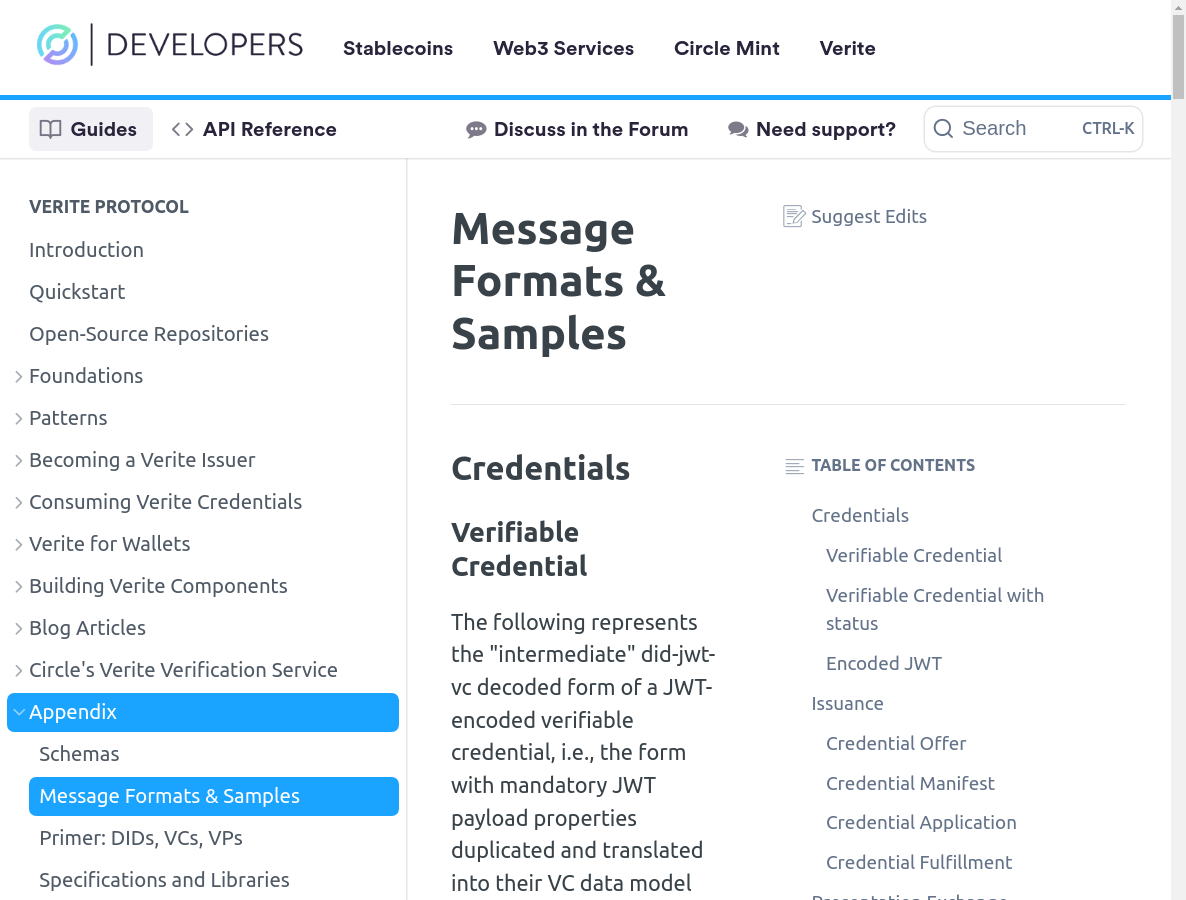 DEVELOPERS
Stablecoins
Web3 Services
Circle Mint
Verite
Guides
API Reference
Discuss in the Forum
Need support?
Search
CTRL-K
VERITE PROTOCOL
Introduction
Quickstart
Open-Source Repositories
Foundations
Patterns
Becoming a Verite Issuer
Consuming Verite Credentials
Verite for Wallets
Building Verite Components
Blog Articles
Circle's Verite Verification Service
Appendix
Schemas
Message Formats & Samples
Primer: DIDs, VCs, VPs
Specifications and Libraries
Message
Formats &
Samples
Suggest Edits
Credentials
Verifiable
Credential
The following represents
the "intermediate" did-jwt-
vc decoded form of a JWT-
encoded verifiable
credential, i.e., the form
with mandatory JWT
payload properties
duplicated and translated
into their VC data model
TABLE OF CONTENTS
Credentials
Verifiable Credential
Verifiable Credential with
status
Encoded JWT
Issuance
Credential Offer
Credential Manifest
Credential Application
Credential Fulfillment
Presentation Exchange